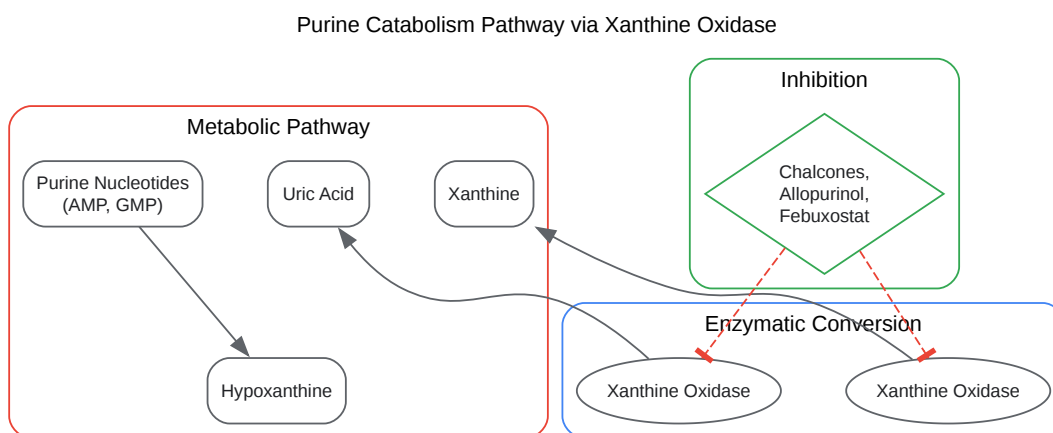 Purine Catabolism Pathway via Xanthine Oxidase
Inhibition
Metabolic Pathway
Purine Nucleotides
(AMP, GMP)
Uric Acid
Xanthine
Chalcones,
Allopurinol,
Febuxostat
Enzymatic Conversion
Hypoxanthine
Xanthine Oxidase
Xanthine Oxidase